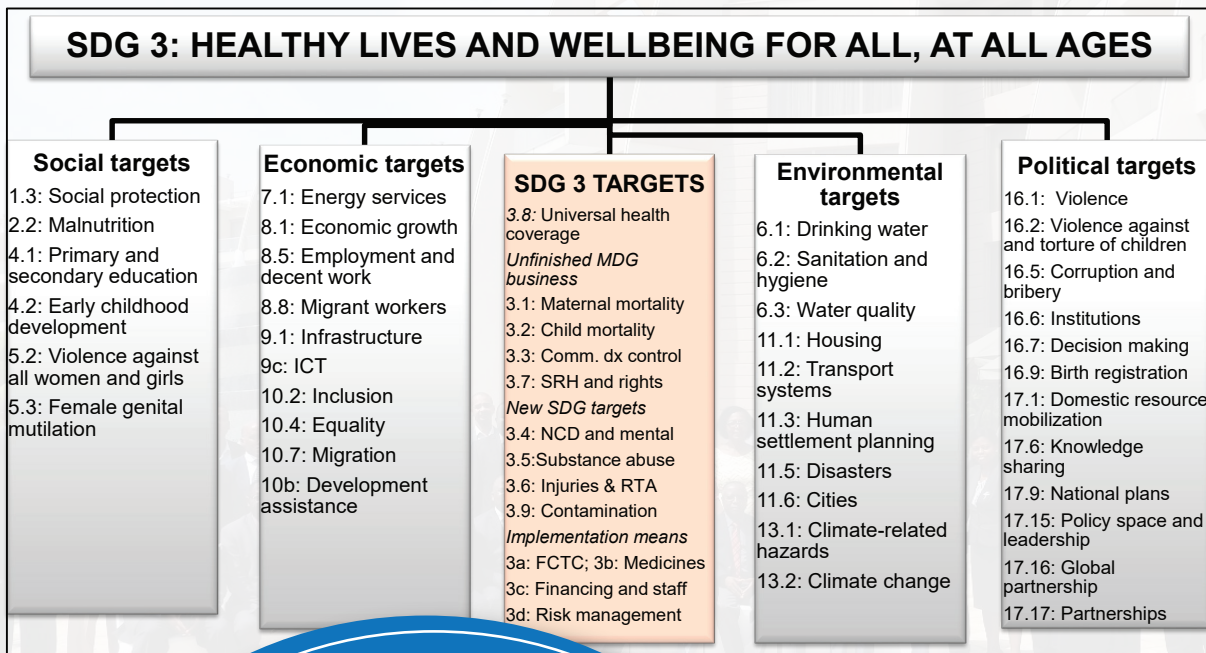 SDG 3: HEALTHY LIVES AND WELLBEING FOR ALL, AT ALL AGES
Social targets
1.3: Social protection
2.2: Malnutrition
4.1: Primary and
secondary education
4.2: Early childhood
development
5.2: Violence against
all women and girls
5.3: Female genital
mutilation
Economic targets
7.1: Energy services
8.1: Economic growth
8.5: Employment and
decent work
8.8: Migrant workers
9.1: Infrastructure
9c: ICT
10.2: Inclusion
10.4: Equality
10.7: Migration
10b: Development
assistance
SDG 3 TARGETS
3.8: Universal health
coverage
Unfinished MDG
business
3.1: Maternal mortality
3.2: Child mortality
3.3: Comm. dx control
3.7: SRH and rights
New SDG targets
3.4: NCD and mental
3.5:Substance abuse
3.6: Injuries & RTA
3.9: Contamination
Implementation means
3a: FCTC; 3b: Medicines
3c: Financing and staff
3d: Risk management
Environmental
targets
6.1: Drinking water
6.2: Sanitation and
hygiene
6.3: Water quality
11.1: Housing
11.2: Transport
systems
11.3: Human
settlement planning
11.5: Disasters
11.6: Cities
13.1: Climate-related
hazards
13.2: Climate change
Political targets
16.1: Violence
16.2: Violence against
and torture of children
16.5: Corruption and
bribery
16.6: Institutions
16.7: Decision making
16.9: Birth registration
17.1: Domestic resource
mobilization
17.6: Knowledge
sharing
17.9: National plans
17.15: Policy space and
leadership
17.16: Global
partnership
17.17: Partnerships